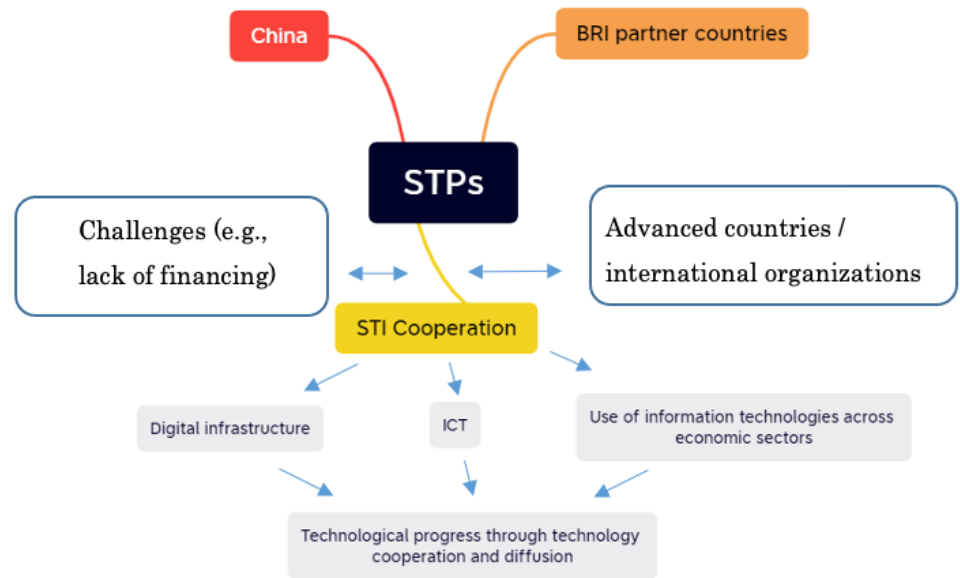 China
BRI partner countries
STPs
Challenges (e.g.,
lack of financing)
Advanced countries /
international organizations
STI Cooperation
Digital infrastructure
ICT
Use of information technologies across
economic sectors
Technological progress through technology
cooperation and diffusion